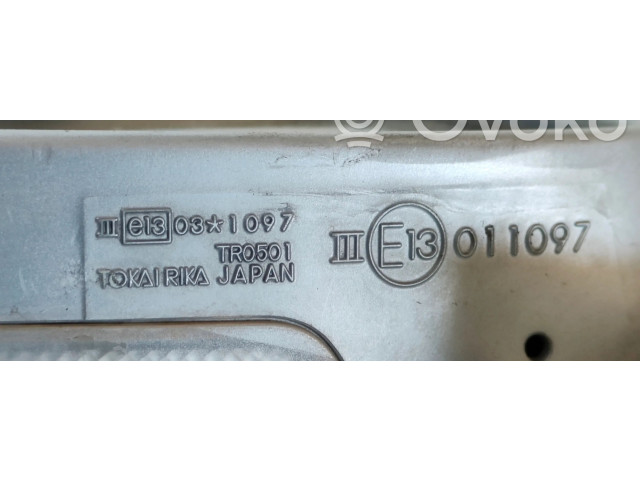 OVOKO
III e13 03*1097
TR0501
TOKAI RIKA JAPAN
III E13 011097